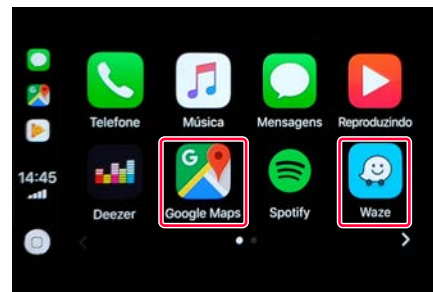 Telefone
Música
Mensagens
Reproduzindo
14:45
G
Deezer
Google Maps
Spotify
Waze